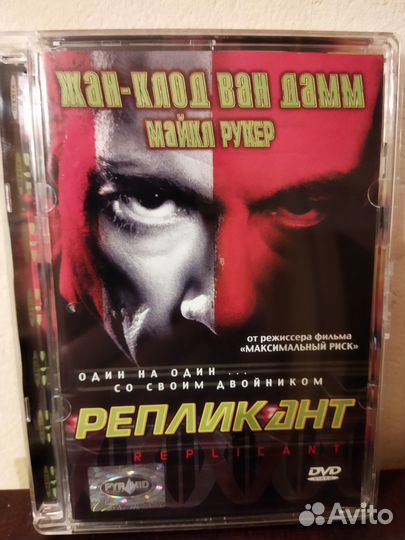 ЖАН-КЛОД ВАН ДАММ
МАЙКЛ РУКЕР
ОТ РЕЖИССЕРА ФИЛЬМА
«МАКСИМАЛЬНЫЙ РИСК»
ОДИН НА ОДИН ...
СО СВОИМ ДВОЙНИКОМ
РЕПЛИКАНТ
REPLICANT
PYRAMID
DVD
VIDEO
Avito